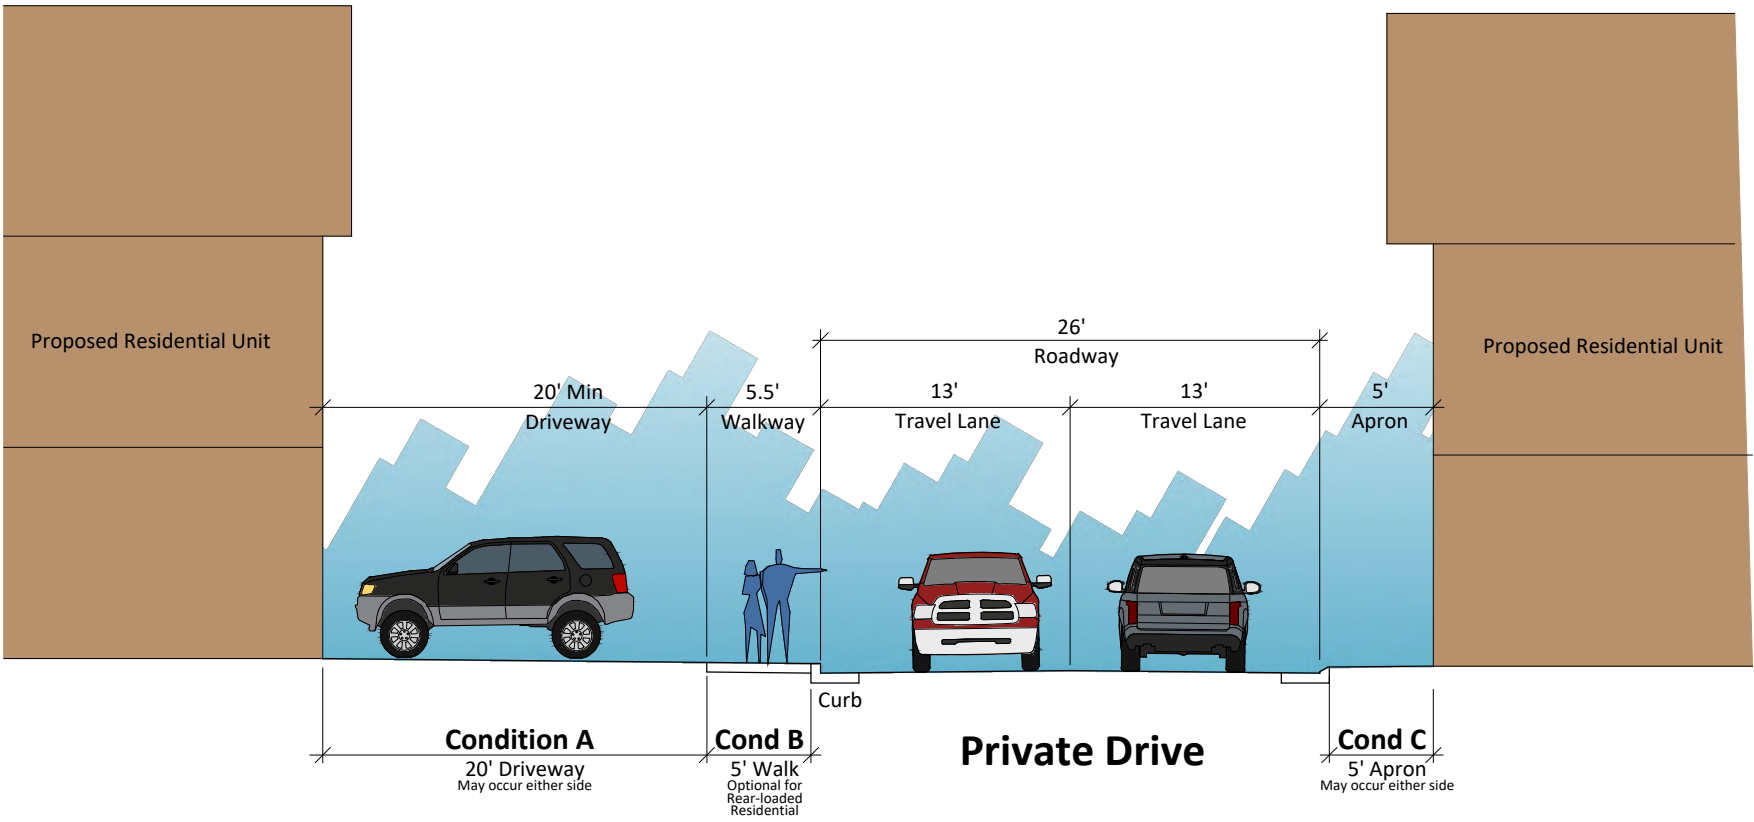 Proposed Residential Unit
Proposed Residential Unit
26'
Roadway
20' Min
Driveway
5.5'
Walkway
13'
Travel Lane
13'
Travel Lane
5'
Apron
Curb
Condition A
20' Driveway
May occur either side
Cond B
5' Walk
Optional for
Rear-loaded
Residential
Private Drive
Cond C
5' Apron
May occur either side